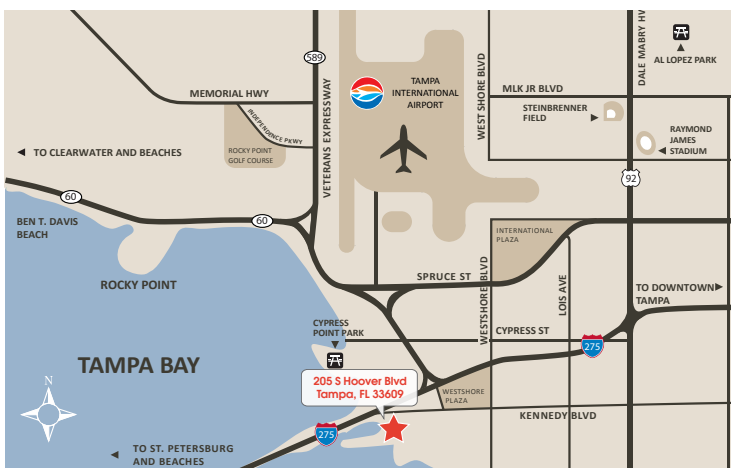 589
MEMORIAL HWY
VETERANS EXPRESSWAY
TAMPA
INTERNATIONAL
AIRPORT
WEST SHORE BLVD
DALE MABRY HW
AL LOPEZ PARK
MLK JR BLVD
STEINBRENNER
FIELD
RAYMOND
JAMES
STADIUM
INDEPENDENCE PKWY
ROCKY POINT
GOLF COURSE
TO CLEARWATER AND BEACHES
92
60
60
BEN T. DAVIS
BEACH
INTERNATIONAL
PLAZA
ROCKY POINT
SPRUCE ST
WESTSHORE BLVD
LOIS AVE
TO DOWNTOWN
TAMPA
CYPRESS
POINT PARK
CYPRESS ST
275
TAMPA BAY
205 S Hoover Blvd
Tampa, FL 33609
WESTSHORE
PLAZA
N
KENNEDY BLVD
275
TO ST. PETERSBURG
AND BEACHES